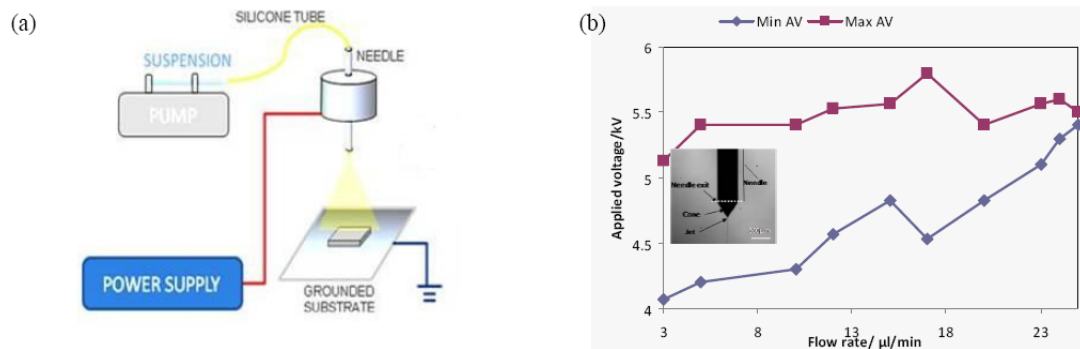 (a)
SILICONE TUBE
NEEDLE
SUSPENSION
PUMP
POWER SUPPLY
GROUNDED
SUBSTRATE
(b)
Min AV
Max AV
Applied voltage/kV
6
5.5
5
4.5
4
Needle exit
Needle
Cone
Jet
3
8
13
18
23
Flow rate/ µl/min